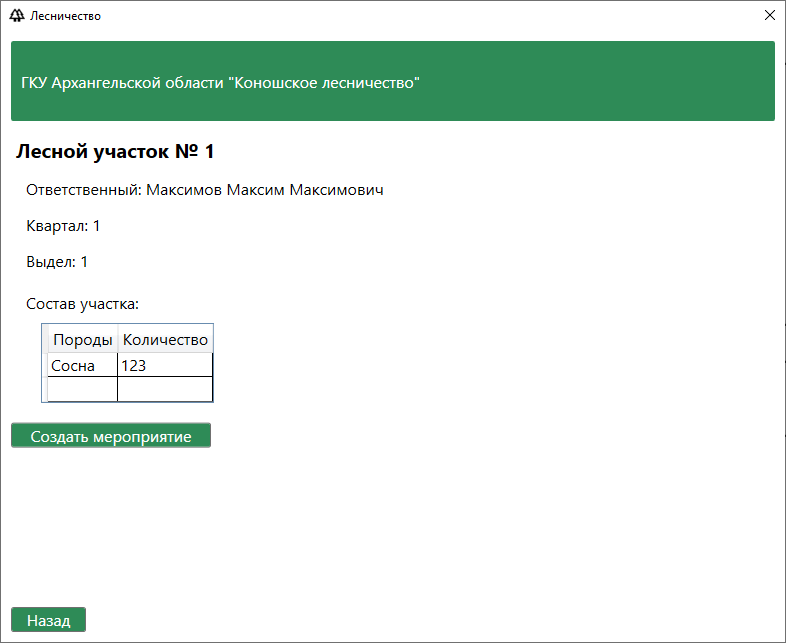 Лесничество
ГКУ Архангельской области "Коношское лесничество"
Лесной участок № 1
Ответственный: Максимов Максим Максимович
Квартал: 1
Выдел: 1
Состав участка:
Породы Количество
Сосна 123
Создать мероприятие
Назад